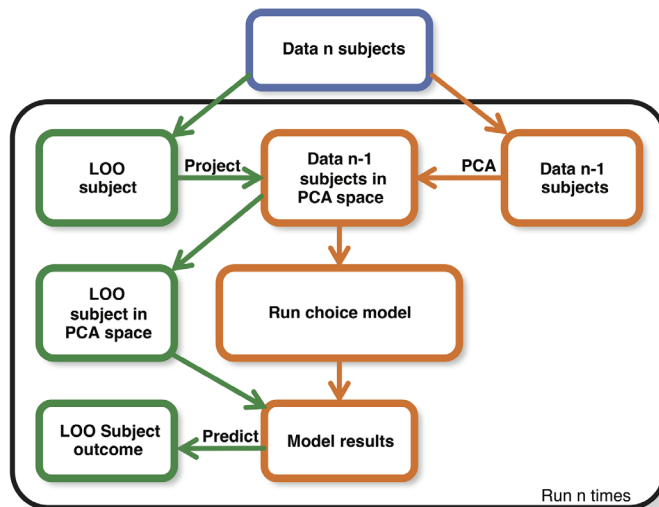 Data n subjects
LOO
subject
Project
Data n-1
subjects in
PCA space
PCA
Data n-1
subjects
LOO
subject in
PCA space
Run choice model
LOO Subject
outcome
Predict
Model results
Run n times